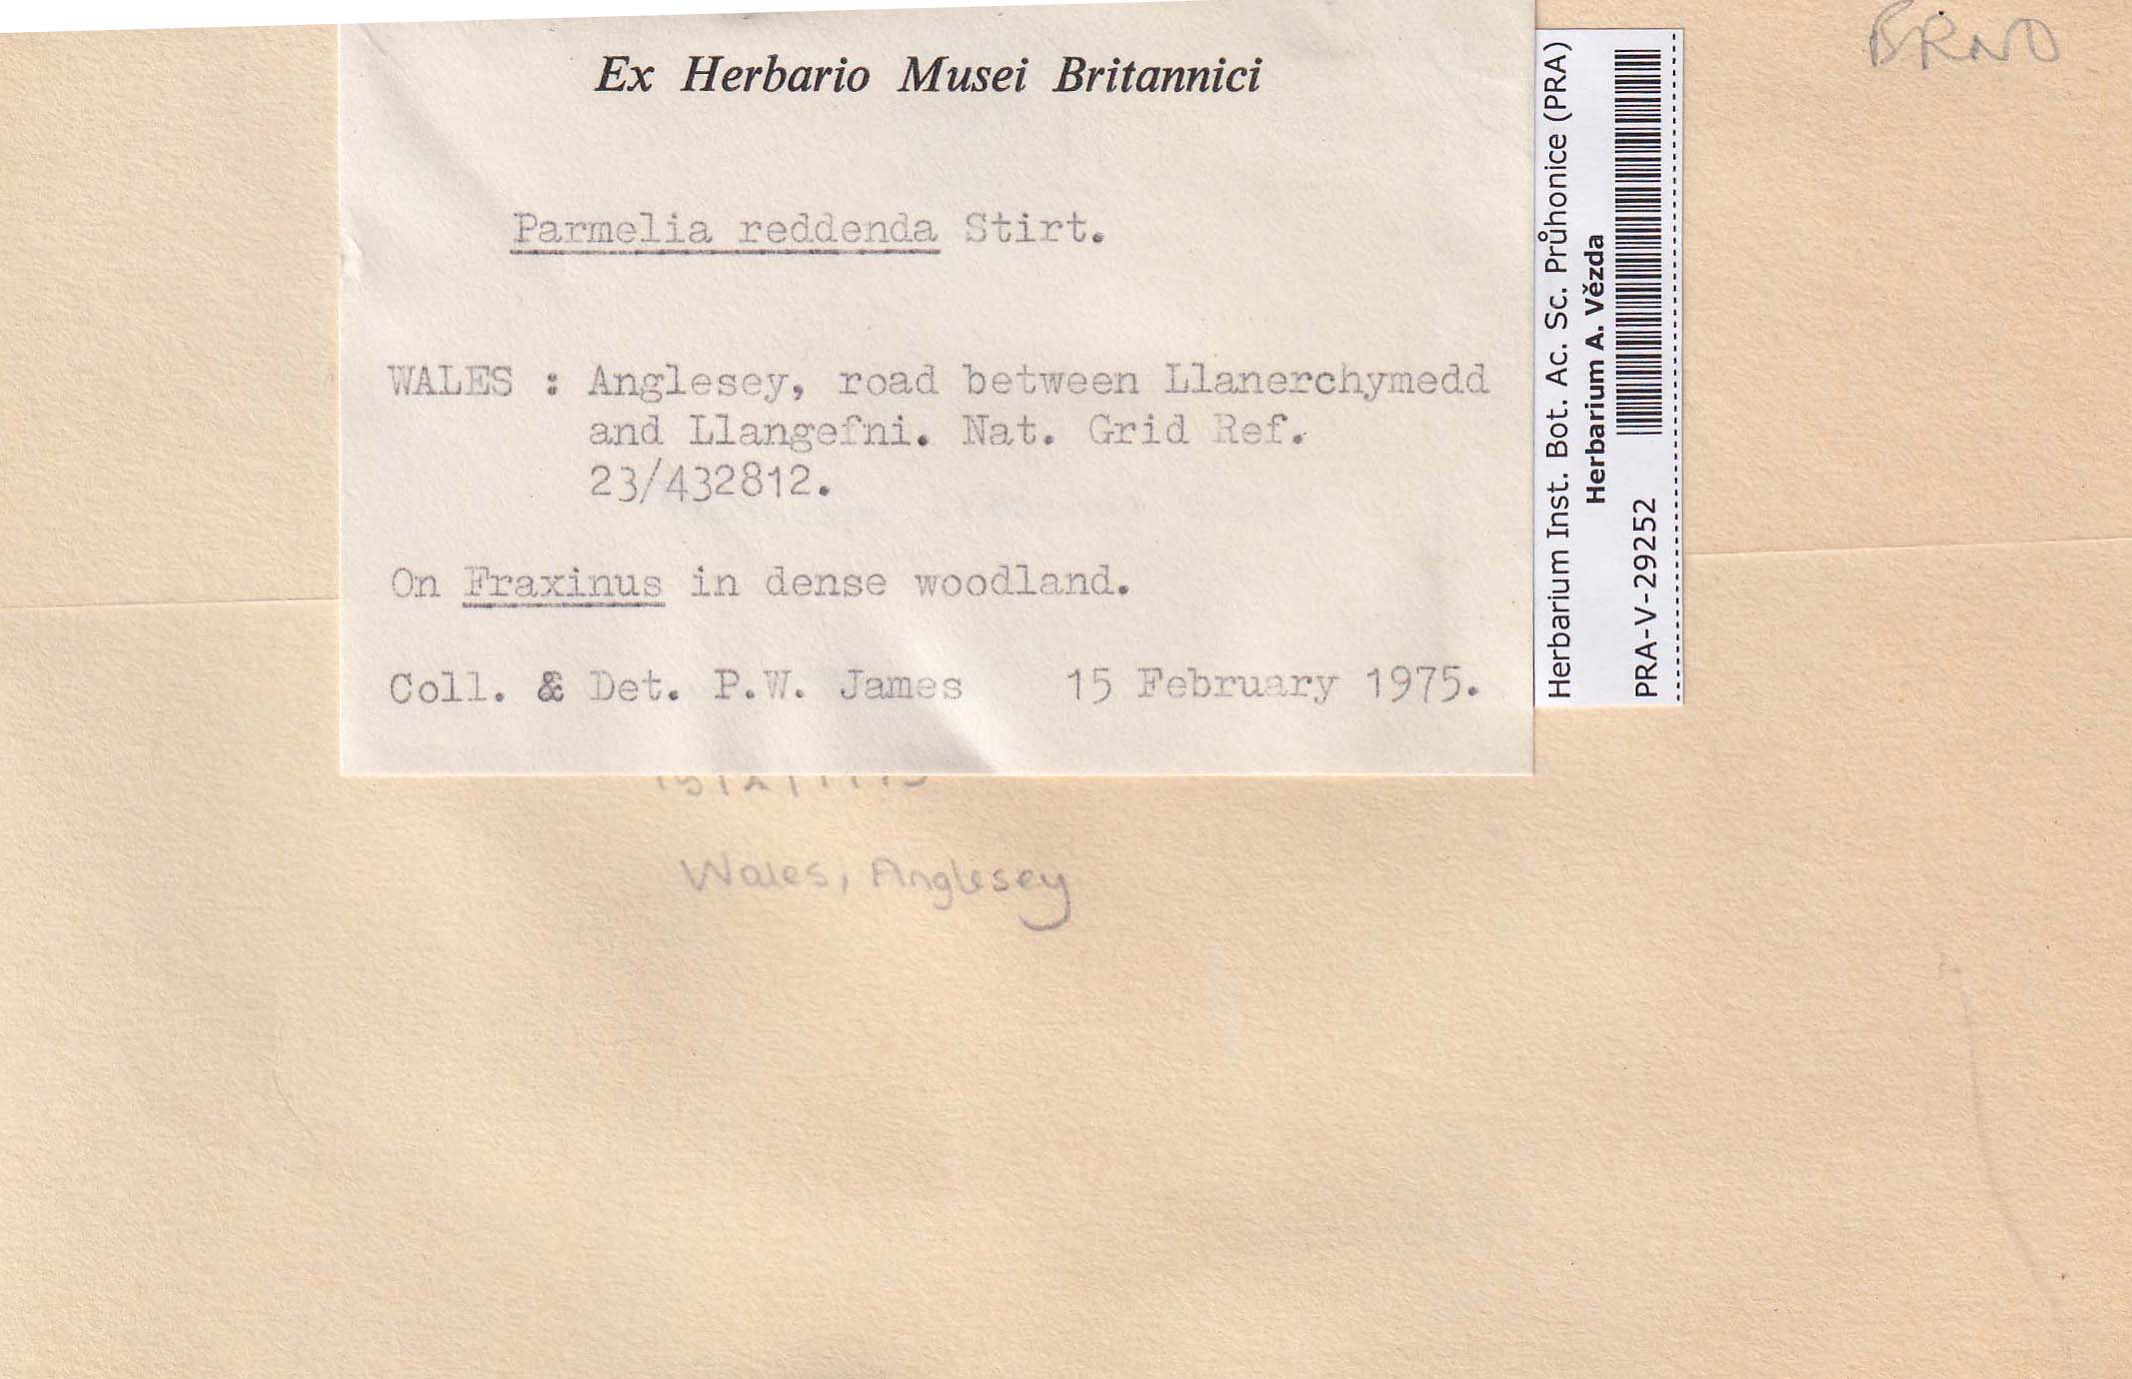 BRNO
Ex Herbario Musei Britannici
Parmelia reddenda Stirt.
WALES : Anglesey, road between Llanerchymedd
and Llangefni. Nat. Grid Ref.
23/432812.
On Fraxinus in dense woodland.
Coll. & Det. P.W. James 15 February 1975.
Wales, Anglesey
Herbarium Inst. Bot. Ac. Sc. Průhonice (PRA)
Herbarium A. Vězda
PRA-V-29252